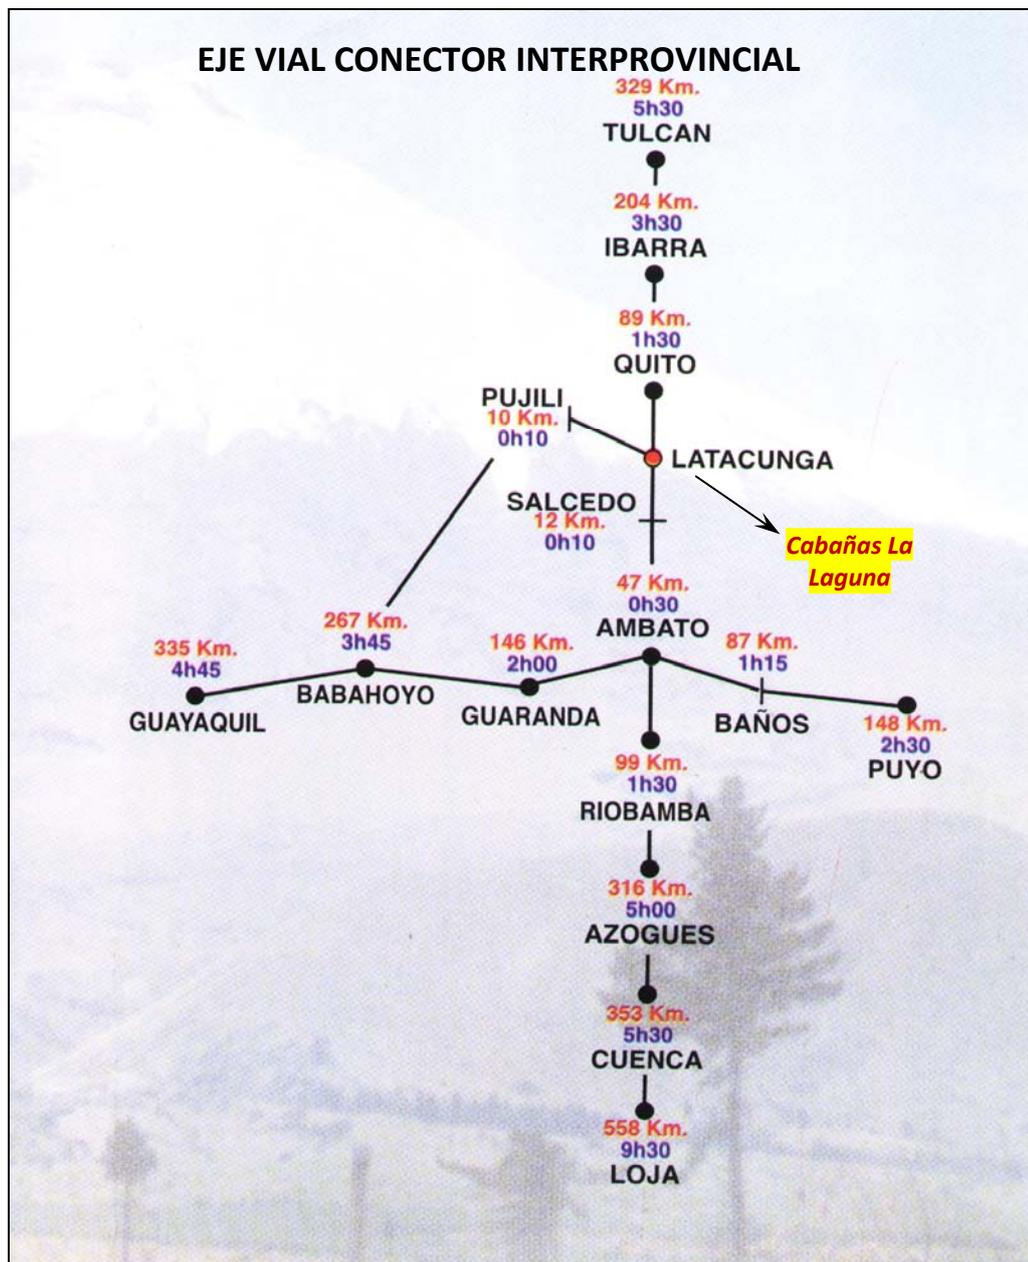 EJE VIAL CONECTOR INTERPROVINCIAL
329 Km.
5h30
TULCAN
204 Km.
3h30
IBARRA
89 Km.
1h30
QUITO
PUJILI
10 Km.
0h10
LATACUNGA
SALCEDO
12 Km.
0h10
Cabañas La
Laguna
47 Km.
0h30
AMBATO
335 Km.
4h45
GUAYAQUIL
267 Km.
3h45
BABAHOYO
146 Km.
2h00
GUARANDA
87 Km.
1h15
BAÑOS
148 Km.
2h30
PUYO
99 Km.
1h30
RIOBAMBA
316 Km.
5h00
AZOGUES
353 Km.
5h30
CUENCA
558 Km.
9h30
LOJA